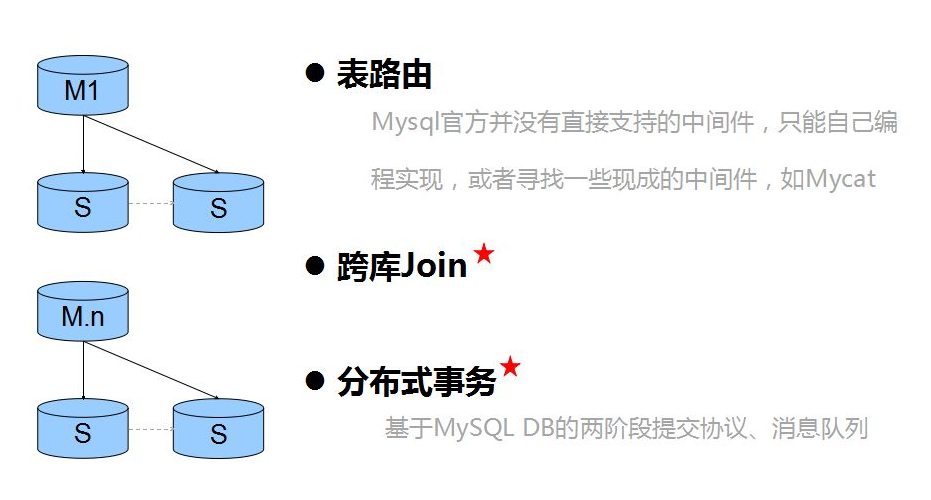 M1
S
S
M.n
S
S
● 表路由
Mysql官方并没有直接支持的中间件，只能自己编
程实现，或者寻找一些现成的中间件，如Mycat
● 跨库Join★
● 分布式事务★
基于MySQL DB的两阶段提交协议、消息队列